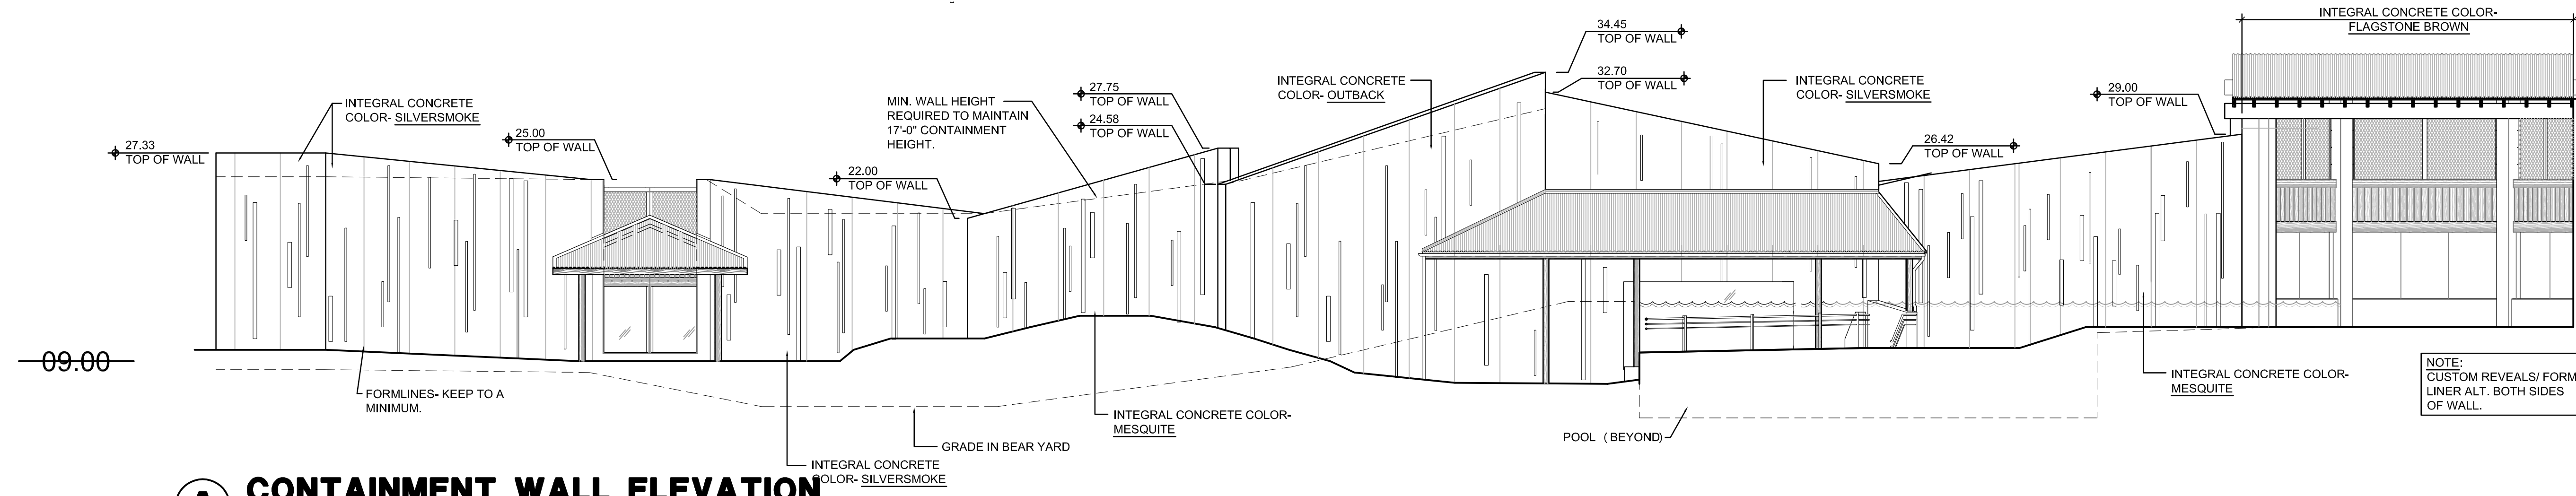 INTEGRAL CONCRETE COLOR-
FLAGSTONE BROWN
34.45
TOP OF WALL
32.70
TOP OF WALL
INTEGRAL CONCRETE
COLOR- OUTBACK
INTEGRAL CONCRETE
COLOR- SILVERSMOKE
27.75
TOP OF WALL
24.58
TOP OF WALL
29.00
TOP OF WALL
MIN. WALL HEIGHT
REQUIRED TO MAINTAIN
17'-0" CONTAINMENT
HEIGHT.
INTEGRAL CONCRETE
COLOR- SILVERSMOKE
25.00
TOP OF WALL
27.33
TOP OF WALL
26.42
TOP OF WALL
22.00
TOP OF WALL
09.00
FORMLINES- KEEP TO A
MINIMUM.
INTEGRAL CONCRETE COLOR-
MESQUITE
NOTE:
CUSTOM REVEALS/ FORM
LINER ALT. BOTH SIDES
OF WALL.
INTEGRAL CONCRETE COLOR-
MESQUITE
POOL ( BEYOND)
GRADE IN BEAR YARD
INTEGRAL CONCRETE
COLOR- SILVERSMOKE
A
CONTAINMENT WALL ELEVATION